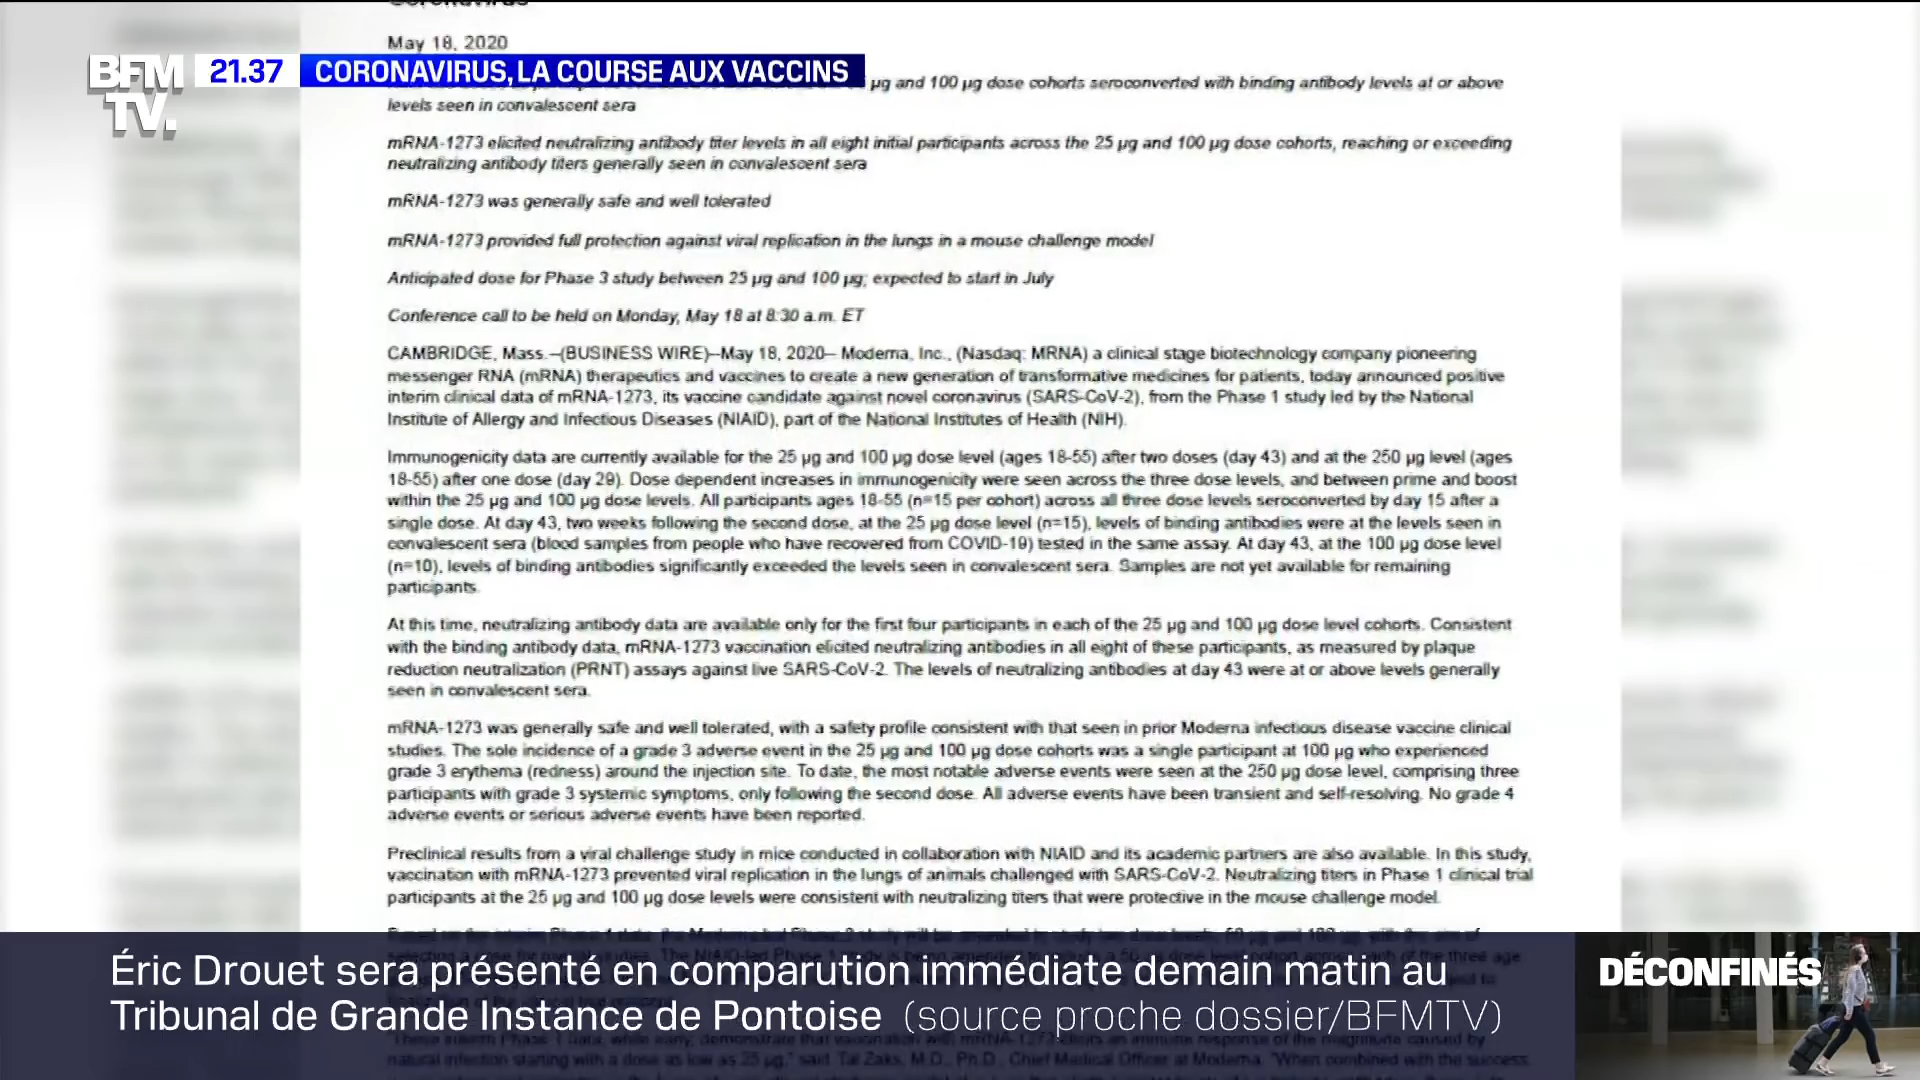 Coronavirus
May 18, 2020
BFM
TV.
21.37
CORONAVIRUS, LA COURSE AUX VACCINS
µg and 100 µg dose cohorts seroconverted with binding antibody levels at or above
levels seen in convalescent sera
mRNA-1273 elicited neutralizing antibody titer levels in all eight initial participants across the 25 µg and 100 µg dose cohorts, reaching or exceeding
neutralizing antibody titers generally seen in convalescent sera
mRNA-1273 was generally safe and well tolerated
mRNA-1273 provided full protection against viral replication in the lungs in a mouse challenge model
Anticipated dose for Phase 3 study between 25 µg and 100 µg; expected to start in July
Conference call to be held on Monday, May 18 at 8:30 a.m. ET
CAMBRIDGE, Mass.--(BUSINESS WIRE)--May 18, 2020-- Moderna, Inc., (Nasdaq: MRNA) a clinical stage biotechnology company pioneering
messenger RNA (mRNA) therapeutics and vaccines to create a new generation of transformative medicines for patients, today announced positive
interim clinical data of mRNA-1273, its vaccine candidate against novel coronavirus (SARS-CoV-2), from the Phase 1 study led by the National
Institute of Allergy and Infectious Diseases (NIAID), part of the National Institutes of Health (NIH).
Immunogenicity data are currently available for the 25 µg and 100 µg dose level (ages 18-55) after two doses (day 43) and at the 250 µg level (ages
18-55) after one dose (day 29). Dose dependent increases in immunogenicity were seen across the three dose levels, and between prime and boost
within the 25 µg and 100 µg dose levels. All participants ages 18-55 (n=15 per cohort) across all three dose levels seroconverted by day 15 after a
single dose. At day 43, two weeks following the second dose, at the 25 µg dose level (n=15), levels of binding antibodies were at the levels seen in
convalescent sera (blood samples from people who have recovered from COVID-19) tested in the same assay. At day 43, at the 100 µg dose level
(n=10), levels of binding antibodies significantly exceeded the levels seen in convalescent sera. Samples are not yet available for remaining
participants.
At this time, neutralizing antibody data are available only for the first four participants in each of the 25 µg and 100 µg dose level cohorts. Consistent
with the binding antibody data, mRNA-1273 vaccination elicited neutralizing antibodies in all eight of these participants, as measured by plaque
reduction neutralization (PRNT) assays against live SARS-CoV-2. The levels of neutralizing antibodies at day 43 were at or above levels generally
seen in convalescent sera.
mRNA-1273 was generally safe and well tolerated, with a safety profile consistent with that seen in prior Moderna infectious disease vaccine clinical
studies. The sole incidence of a grade 3 adverse event in the 25 µg and 100 µg dose cohorts was a single participant at 100 µg who experienced
grade 3 erythema (redness) around the injection site. To date, the most notable adverse events were seen at the 250 µg dose level, comprising three
participants with grade 3 systemic symptoms, only following the second dose. All adverse events have been transient and self-resolving. No grade 4
adverse events or serious adverse events have been reported.
Preclinical results from a viral challenge study in mice conducted in collaboration with NIAID and its academic partners are also available. In this study,
vaccination with mRNA-1273 prevented viral replication in the lungs of animals challenged with SARS-CoV-2. Neutralizing titers in Phase 1 clinical trial
participants at the 25 µg and 100 µg dose levels were consistent with neutralizing titers that were protective in the mouse challenge model.
Éric Drouet sera présenté en comparution immédiate demain matin au
Tribunal de Grande Instance de Pontoise (source proche dossier/BFMTV)
DÉCONFINÉS
natural infection starting with a dose as low as 25 µg," said Tal Zaks, M.D., Ph.D., Chief Medical Officer at Moderna. "When combined with the success